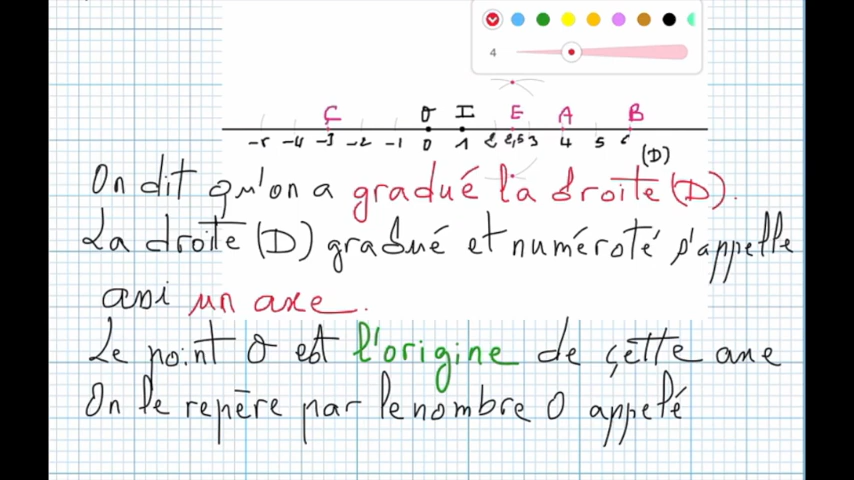 4
C O I E A B
-5 -4 -3 -2 -1 0 1 2 2,5 3 4 5 6
(D)
On dit qu'on a gradué la droite (D).
La droite (D) gradué et numéroté s'appelle
aussi un axe.
Le point O est l'origine de cette axe
On le repère par le nombre 0 appelé